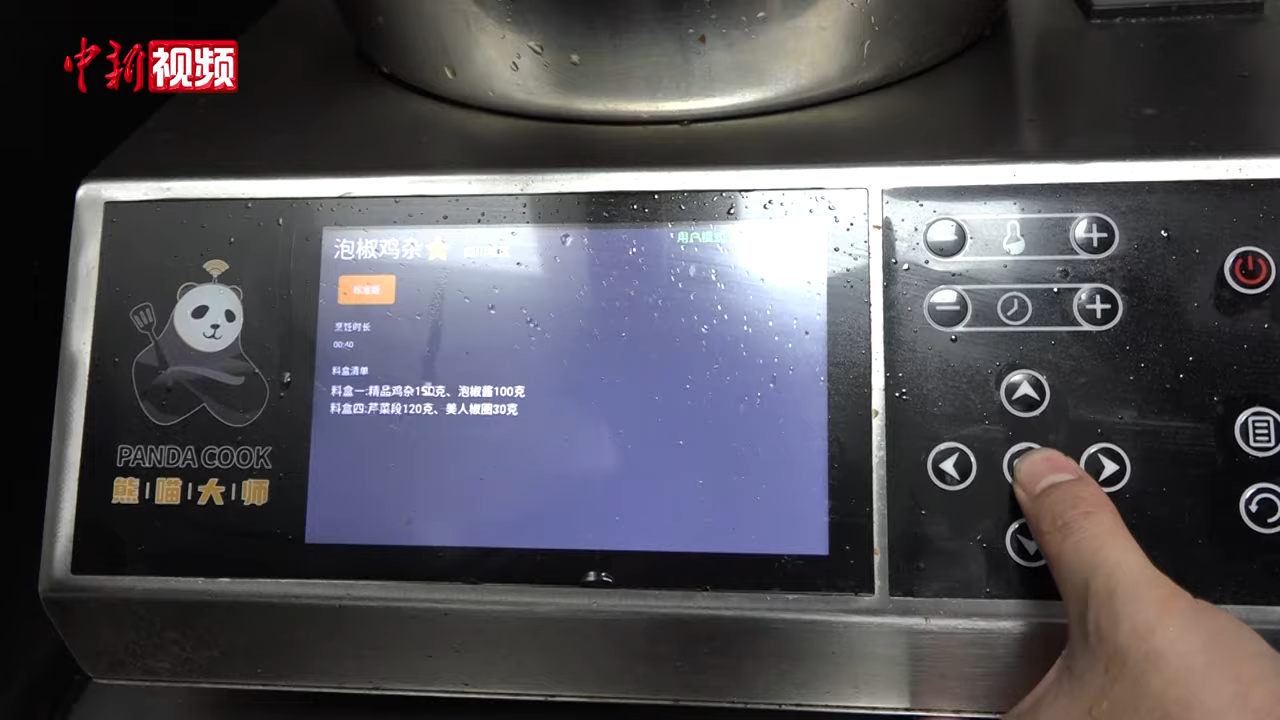 中新视频
泡椒鸡杂
用户模式
标准版
烹饪时长
00:40
料盒清单
料盒一:精品鸡杂150克、泡椒酱100克
料盒四:芹菜段120克、美人椒圈30克
PANDA COOK
熊喵大师